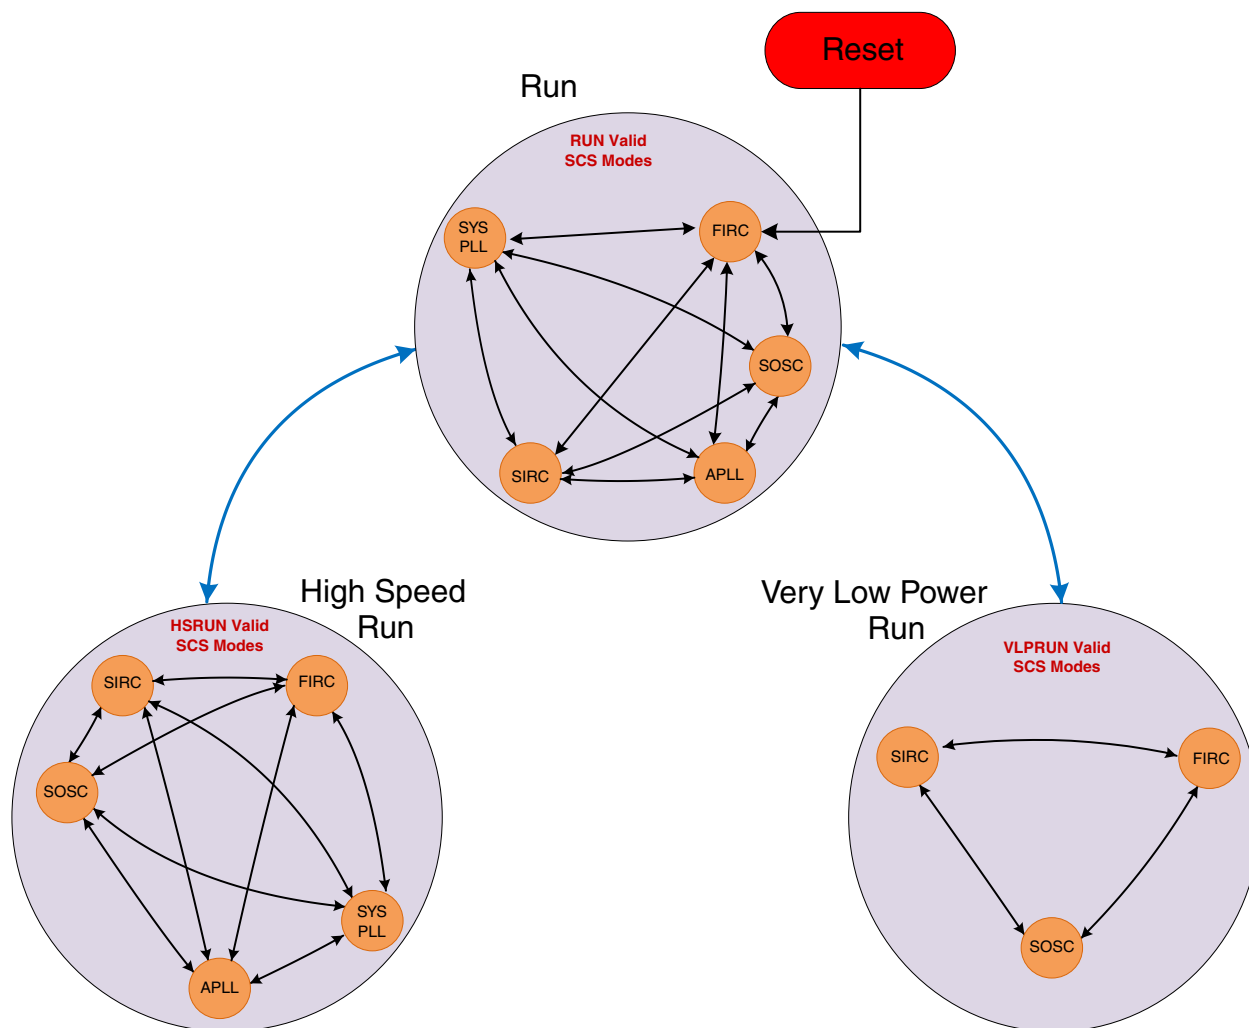 Reset
Run
RUN Valid
SCS Modes
SYS
PLL
FIRC
SOSC
SIRC
APLL
High Speed
Run
HSRUN Valid
SCS Modes
SIRC
FIRC
SOSC
SYS
PLL
APLL
Very Low Power
Run
VLPRUN Valid
SCS Modes
SIRC
FIRC
SOSC